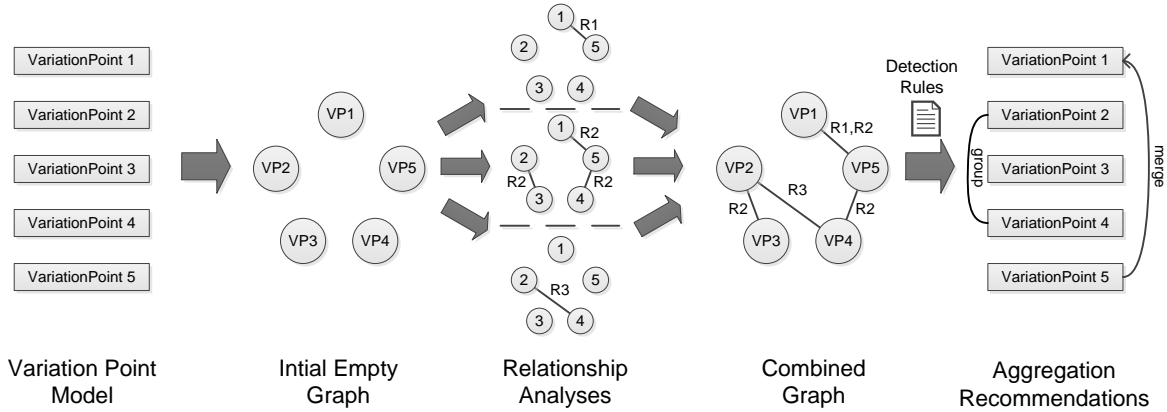 VariationPoint 1
VariationPoint 2
VariationPoint 3
VariationPoint 4
VariationPoint 5
Variation Point
Model
VP1
VP2
VP5
VP3
VP4
Intial Empty
Graph
1
R1
2
5
3
4
1
R2
2
5
R2
R2
3
4
1
2
5
R3
3
4
Relationship
Analyses
VP1
R1,R2
VP2
VP5
R3
R2
R2
VP3
VP4
Combined
Graph
Detection
Rules
VariationPoint 1
VariationPoint 2
VariationPoint 3
VariationPoint 4
VariationPoint 5
group
merge
Aggregation
Recommendations